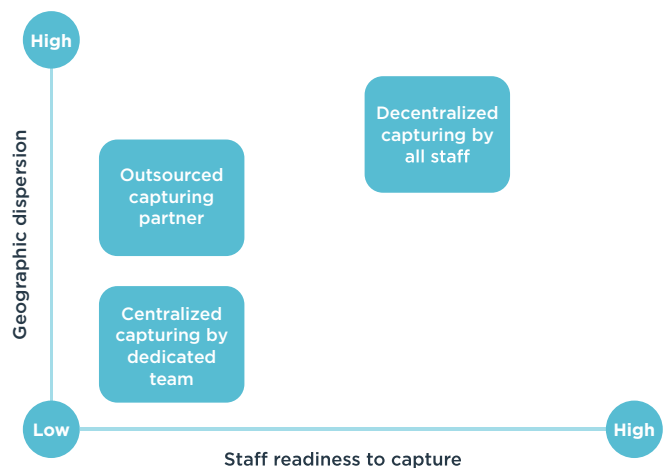 High
Decentralized
capturing by
all staff
Outsourced
capturing
partner
Geographic dispersion
Centralized
capturing by
dedicated
team
Low
High
Staff readiness to capture